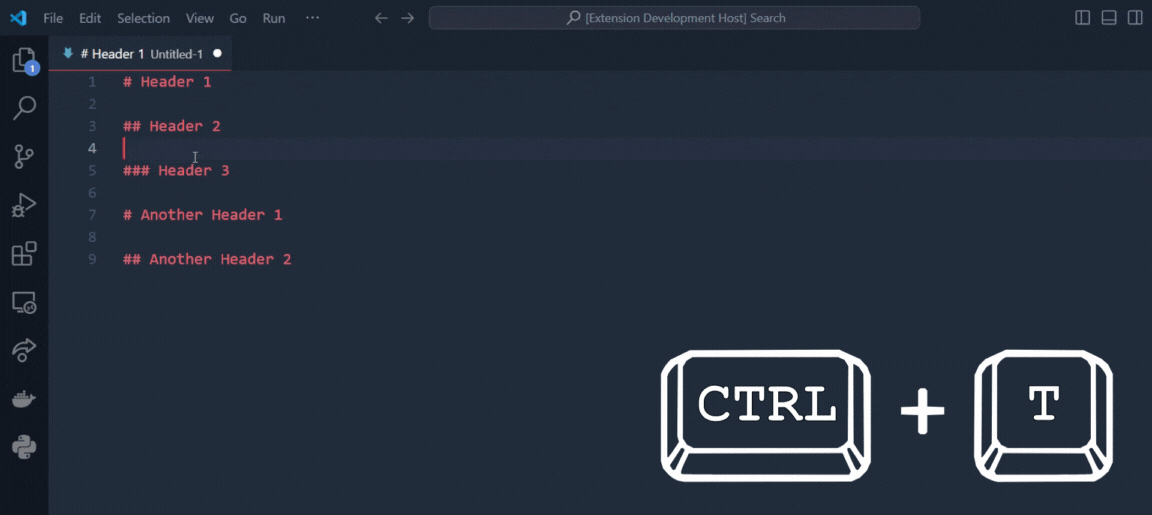 File Edit Selection View Go Run ··· [Extension Development Host] Search
1
# Header 1 Untitled-1
1 # Header 1
2
3 ## Header 2
4
5 ### Header 3
6
7 # Another Header 1
8
9 ## Another Header 2
CTRL + T